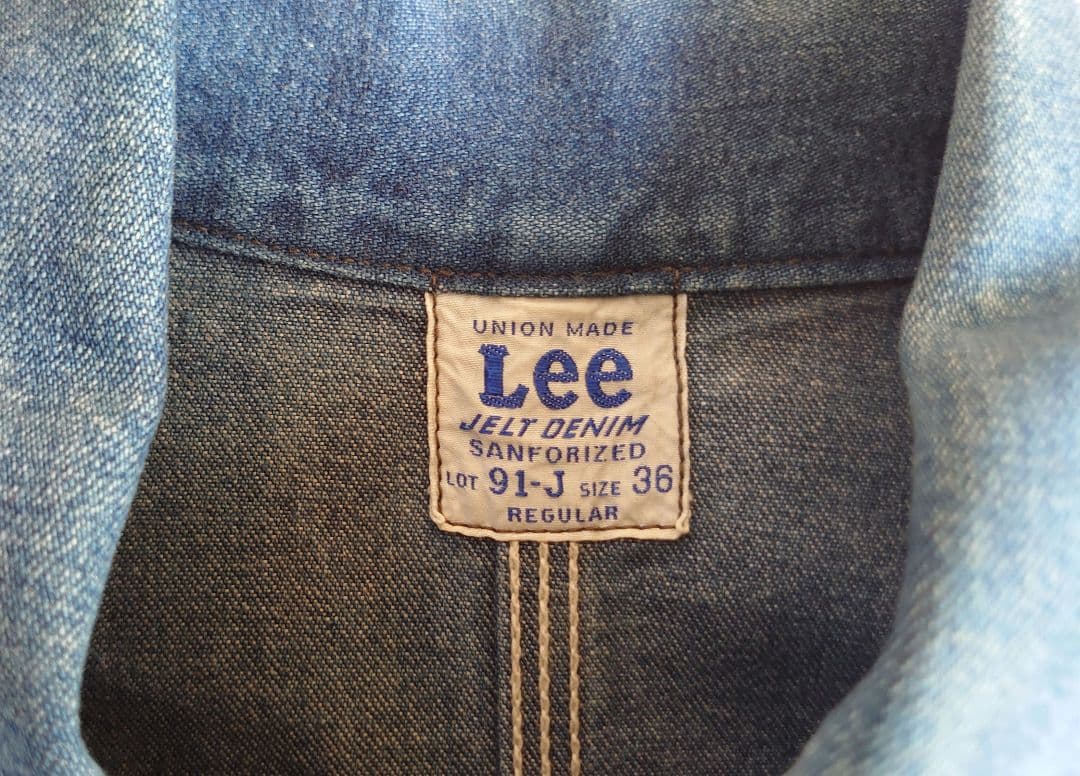 UNION MADE
Lee
JELT DENIM
SANFORIZED
LOT 91-J SIZE 36
REGULAR